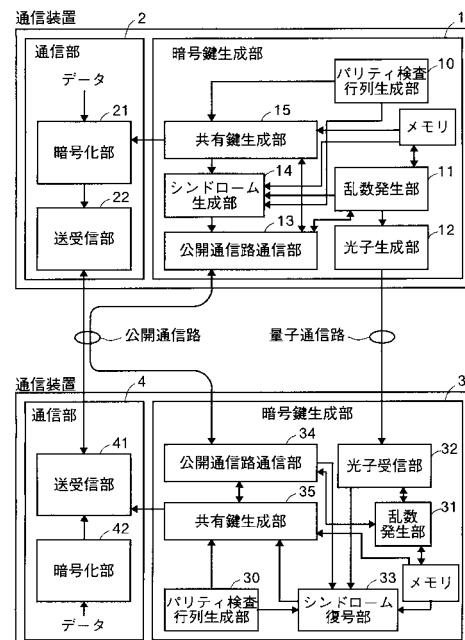 通信装置
2
1
通信部
暗号鍵生成部
データ
10
パリティ検査
行列生成部
21
15
暗号化部
共有鍵生成部
メモリ
14
11
シンドローム
生成部
乱数発生部
22
13
12
送受信部
公開通信路通信部
光子生成部
公開通信路
量子通信路
通信装置
4
3
通信部
暗号鍵生成部
41
34
32
送受信部
公開通信路通信部
光子受信部
35
31
共有鍵生成部
乱数
発生部
42
暗号化部
30
33
メモリ
パリティ検査
行列生成部
シンドローム
復号部
データ